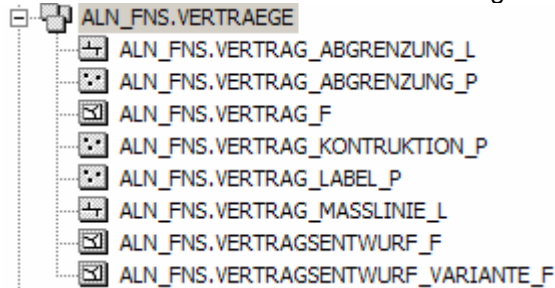 ALN_FNS.VERTRAEGE
ALN_FNS.VERTRAG_ABGRENZUNG_L
ALN_FNS.VERTRAG_ABGRENZUNG_P
ALN_FNS.VERTRAG_F
ALN_FNS.VERTRAG_KONTRUKTION_P
ALN_FNS.VERTRAG_LABEL_P
ALN_FNS.VERTRAG_MASSLINIE_L
ALN_FNS.VERTRAGSENTWURF_F
ALN_FNS.VERTRAGSENTWURF_VARIANTE_F